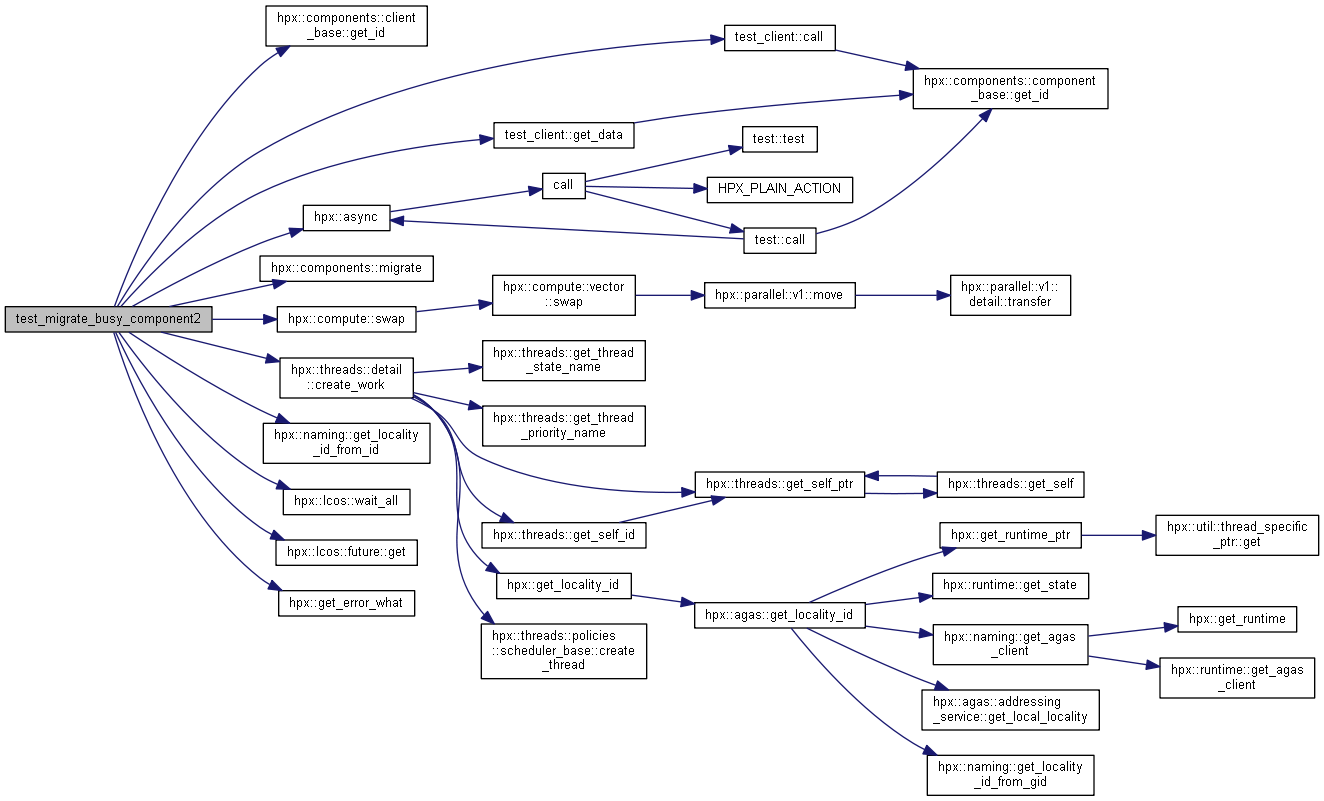 hpx::components::client
_base::get_id
test_client::call
hpx::components::component
_base::get_id
test_client::get_data
test::test
call
HPX_PLAIN_ACTION
hpx::async
test::call
hpx::components::migrate
hpx::compute::vector
::swap
hpx::parallel::v1::move
hpx::parallel::v1::
detail::transfer
test_migrate_busy_component2
hpx::compute::swap
hpx::threads::get_thread
_state_name
hpx::threads::detail
::create_work
hpx::threads::get_thread
_priority_name
hpx::naming::get_locality
_id_from_id
hpx::threads::get_self_ptr
hpx::threads::get_self
hpx::lcos::wait_all
hpx::threads::get_self_id
hpx::get_runtime_ptr
hpx::util::thread_specific
_ptr::get
hpx::lcos::future::get
hpx::get_locality_id
hpx::runtime::get_state
hpx::get_error_what
hpx::agas::get_locality_id
hpx::get_runtime
hpx::threads::policies
::scheduler_base::create
_thread
hpx::naming::get_agas
_client
hpx::runtime::get_agas
_client
hpx::agas::addressing
_service::get_local_locality
hpx::naming::get_locality
_id_from_gid